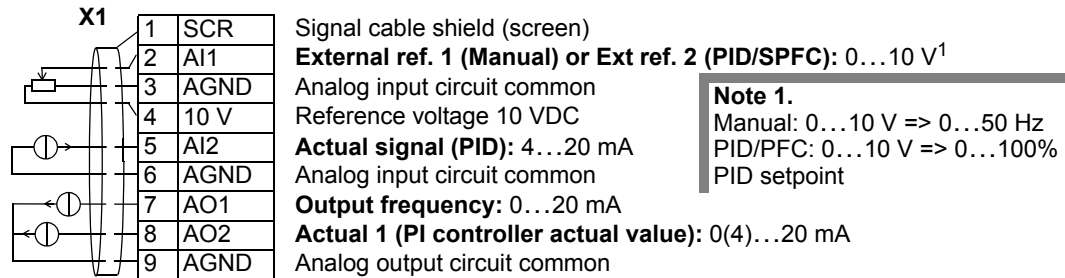 X1
1 SCR Signal cable shield (screen)
2 AI1 External ref. 1 (Manual) or Ext ref. 2 (PID/SPFC): 0…10 V1
3 AGND Analog input circuit common
4 10 V Reference voltage 10 VDC
5 AI2 Actual signal (PID): 4…20 mA
6 AGND Analog input circuit common
7 AO1 Output frequency: 0…20 mA
8 AO2 Actual 1 (PI controller actual value): 0(4)…20 mA
9 AGND Analog output circuit common
Note 1.
Manual: 0…10 V => 0…50 Hz
PID/PFC: 0…10 V => 0…100%
PID setpoint